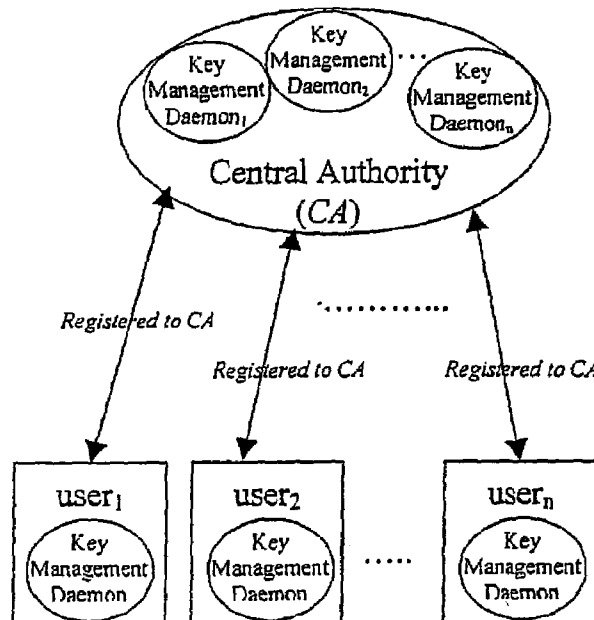 Key
Management
Daemon₁
Key
Management
Daemon₂
.....
Key
Management
Daemonₙ
Central Authority
(CA)
Registered to CA
Registered to CA
Registered to CA
user₁
Key
Management
Daemon
user₂
Key
Management
Daemon
.....
userₙ
Key
Management
Daemon